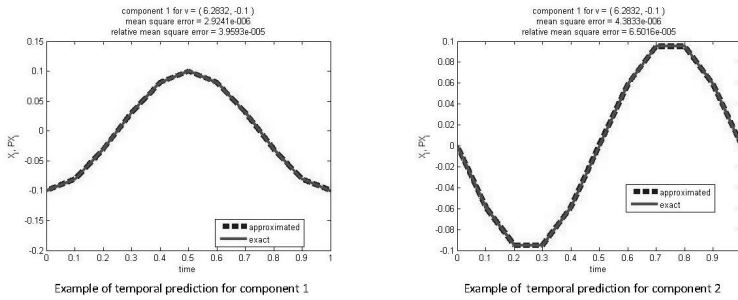 component 1 for v = ( 6.2832, -0.1 )
mean square error = 2.9241e-006
relative mean square error = 3.9593e-005
0.15
0.1
0.05
0
-0.05
-0.1
-0.15
-0.2
X_i, PX_i
0 0.1 0.2 0.3 0.4 0.5 0.6 0.7 0.8 0.9 1
time
approximated
exact
Example of temporal prediction for component 1
component 1 for v = ( 6.2832, -0.1 )
mean square error = 4.3833e-006
relative mean square error = 6.5016e-005
0.1
0.08
0.06
0.04
0.02
0
-0.02
-0.04
-0.06
-0.08
-0.1
X_i, PX_i
0 0.1 0.2 0.3 0.4 0.5 0.6 0.7 0.8 0.9
time
approximated
exact
Example of temporal prediction for component 2